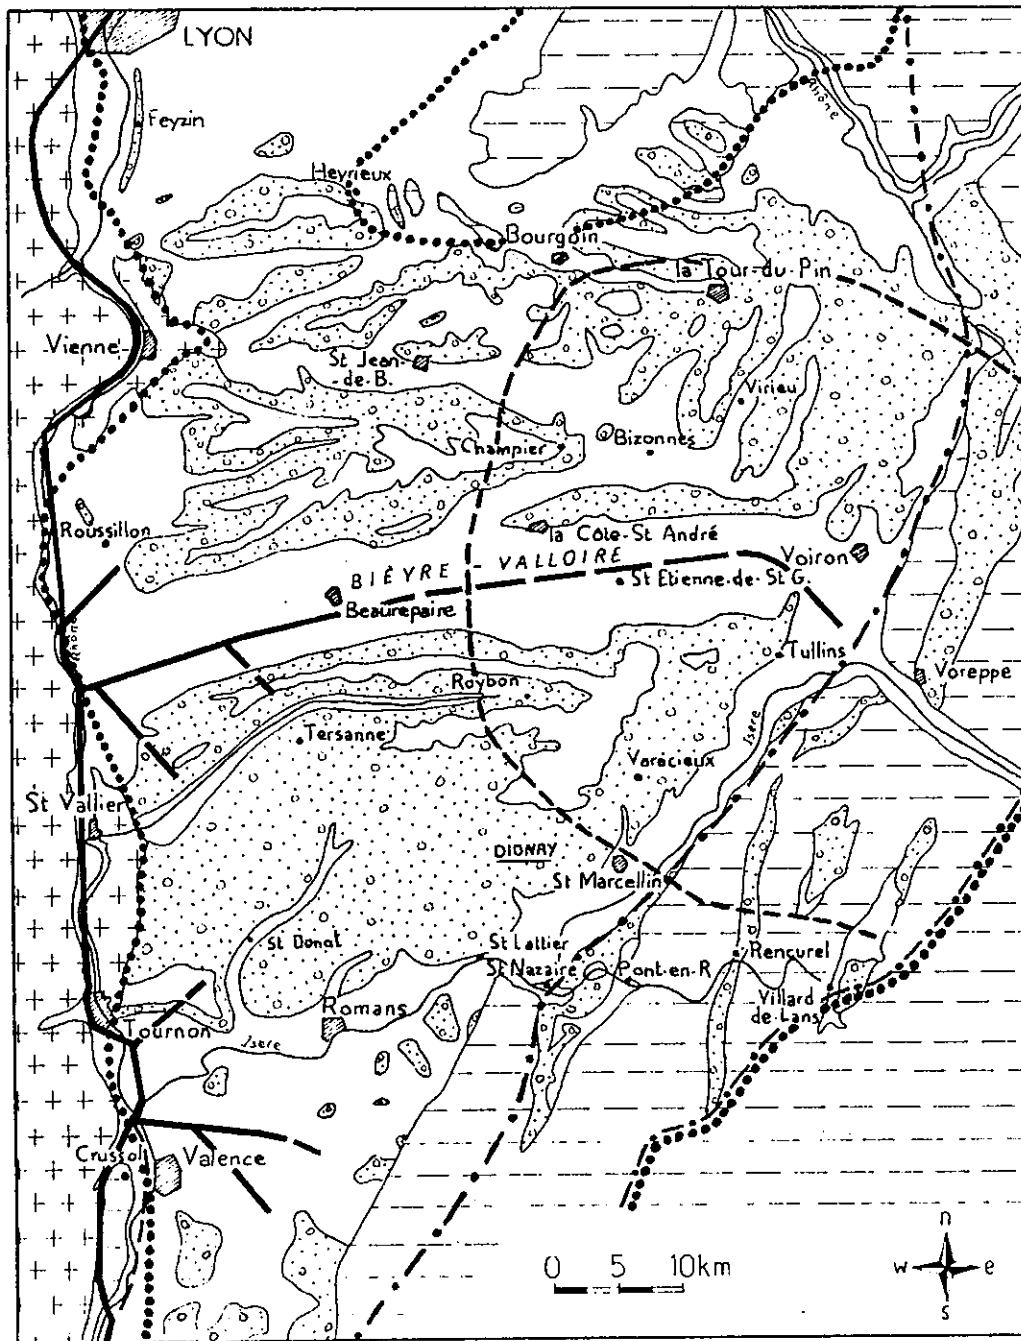 LYON
Rhône
Feyzin
Heyrieux
Bourgoin
la Tour-du-Pin
Vienne
St Jean-
de-B.
Virieu
Champier
Bizonnes
Roussillon
la Côte-St André
Voiron
BIÈVRE - VALLOIRE
St Etienne-de-St G.
Beaurepaire
Rhône
Tullins
Voreppe
Roybon
Isère
Tersanne
Varacieux
St Vallier
DIONAY
St Marcellin
St Donat
St Lattier
St Nazaire
Pont-en-R
Rencurel
Romans
Villard
de-Lans
Tournon
Isère
Crussol
Valence
n
0 5 10km
w e
s